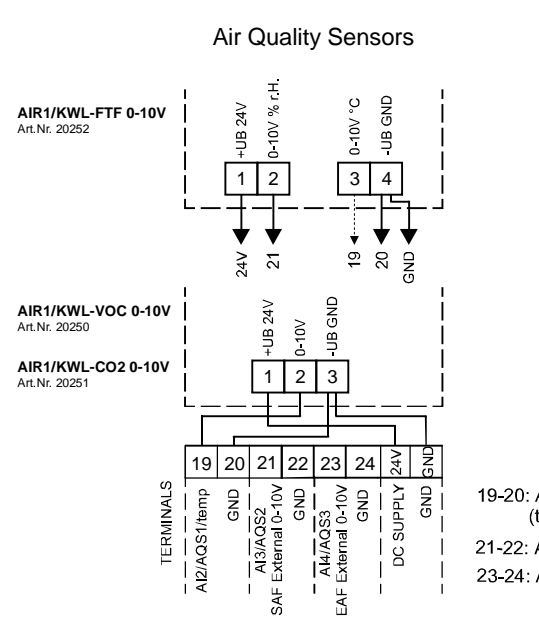 Air Quality Sensors
AIR1/KWL-FTF 0-10V
Art.Nr. 20252
+UB 24V
0-10V % r.H.
0-10V °C
-UB GND
1 2 3 4
24V
21
19
20
GND
AIR1/KWL-VOC 0-10V
Art.Nr. 20250
AIR1/KWL-CO2 0-10V
Art.Nr. 20251
+UB 24V
0-10V
-UB GND
1 2 3
19 20 21 22 23 24 24V GND
TERMINALS
AI2/AQS1/temp
GND
AI3/AQS2
SAF External 0-10V
GND
AI4/AQS3
EAF External 0-10V
GND
DC SUPPLY
GND
19-20: A
(t
21-22: A
23-24: A